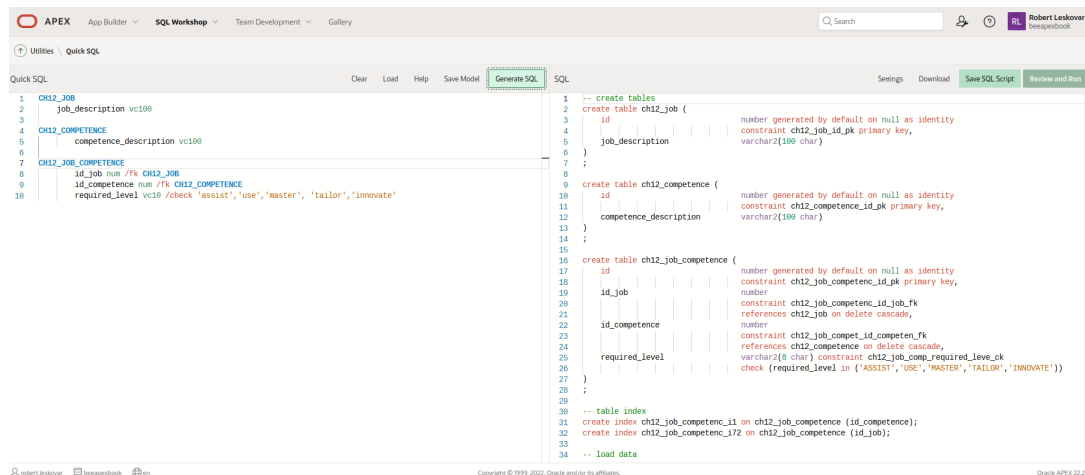 APEX App Builder SQL Workshop Team Development Gallery Search RL Robert Leskovar
beeapexbook
Utilities \ Quick SQL
Quick SQL Clear Load Help Save Model Generate SQL SQL Settings Download Save SQL Script Review and Run
1 CH12_JOB
2 job_description vc100
3
4 CH12_COMPETENCE
5 competence_description vc100
6
7 CH12_JOB_COMPETENCE
8 id_job num /fk CH12_JOB
9 id_competence num /fk CH12_COMPETENCE
10 required_level vc10 /check 'assist','use','master', 'tailor','innovate'
1 -- create tables
2 create table ch12_job (
3 id number generated by default on null as identity
4 constraint ch12_job_id_pk primary key,
5 job_description varchar2(100 char)
6 )
7 ;
8
9 create table ch12_competence (
10 id number generated by default on null as identity
11 constraint ch12_competence_id_pk primary key,
12 competence_description varchar2(100 char)
13 )
14 ;
15
16 create table ch12_job_competence (
17 id number generated by default on null as identity
18 constraint ch12_job_competenc_id_pk primary key,
19 id_job number
20 constraint ch12_job_competenc_id_job_fk
21 references ch12_job on delete cascade,
22 id_competence number
23 constraint ch12_job_compet_id_competen_fk
24 references ch12_competence on delete cascade,
25 required_level varchar2(8 char) constraint ch12_job_comp_required_leve_ck
26 check (required_level in ('ASSIST','USE','MASTER','TAILOR','INNOVATE'))
27 )
28 ;
29
30 -- table index
31 create index ch12_job_competenc_i1 on ch12_job_competence (id_competence);
32 create index ch12_job_competenc_i72 on ch12_job_competence (id_job);
33
34 -- load data
robert.leskovar beeapexbook en Copyright © 1999, 2022, Oracle and/or its affiliates. Oracle APEX 22.2